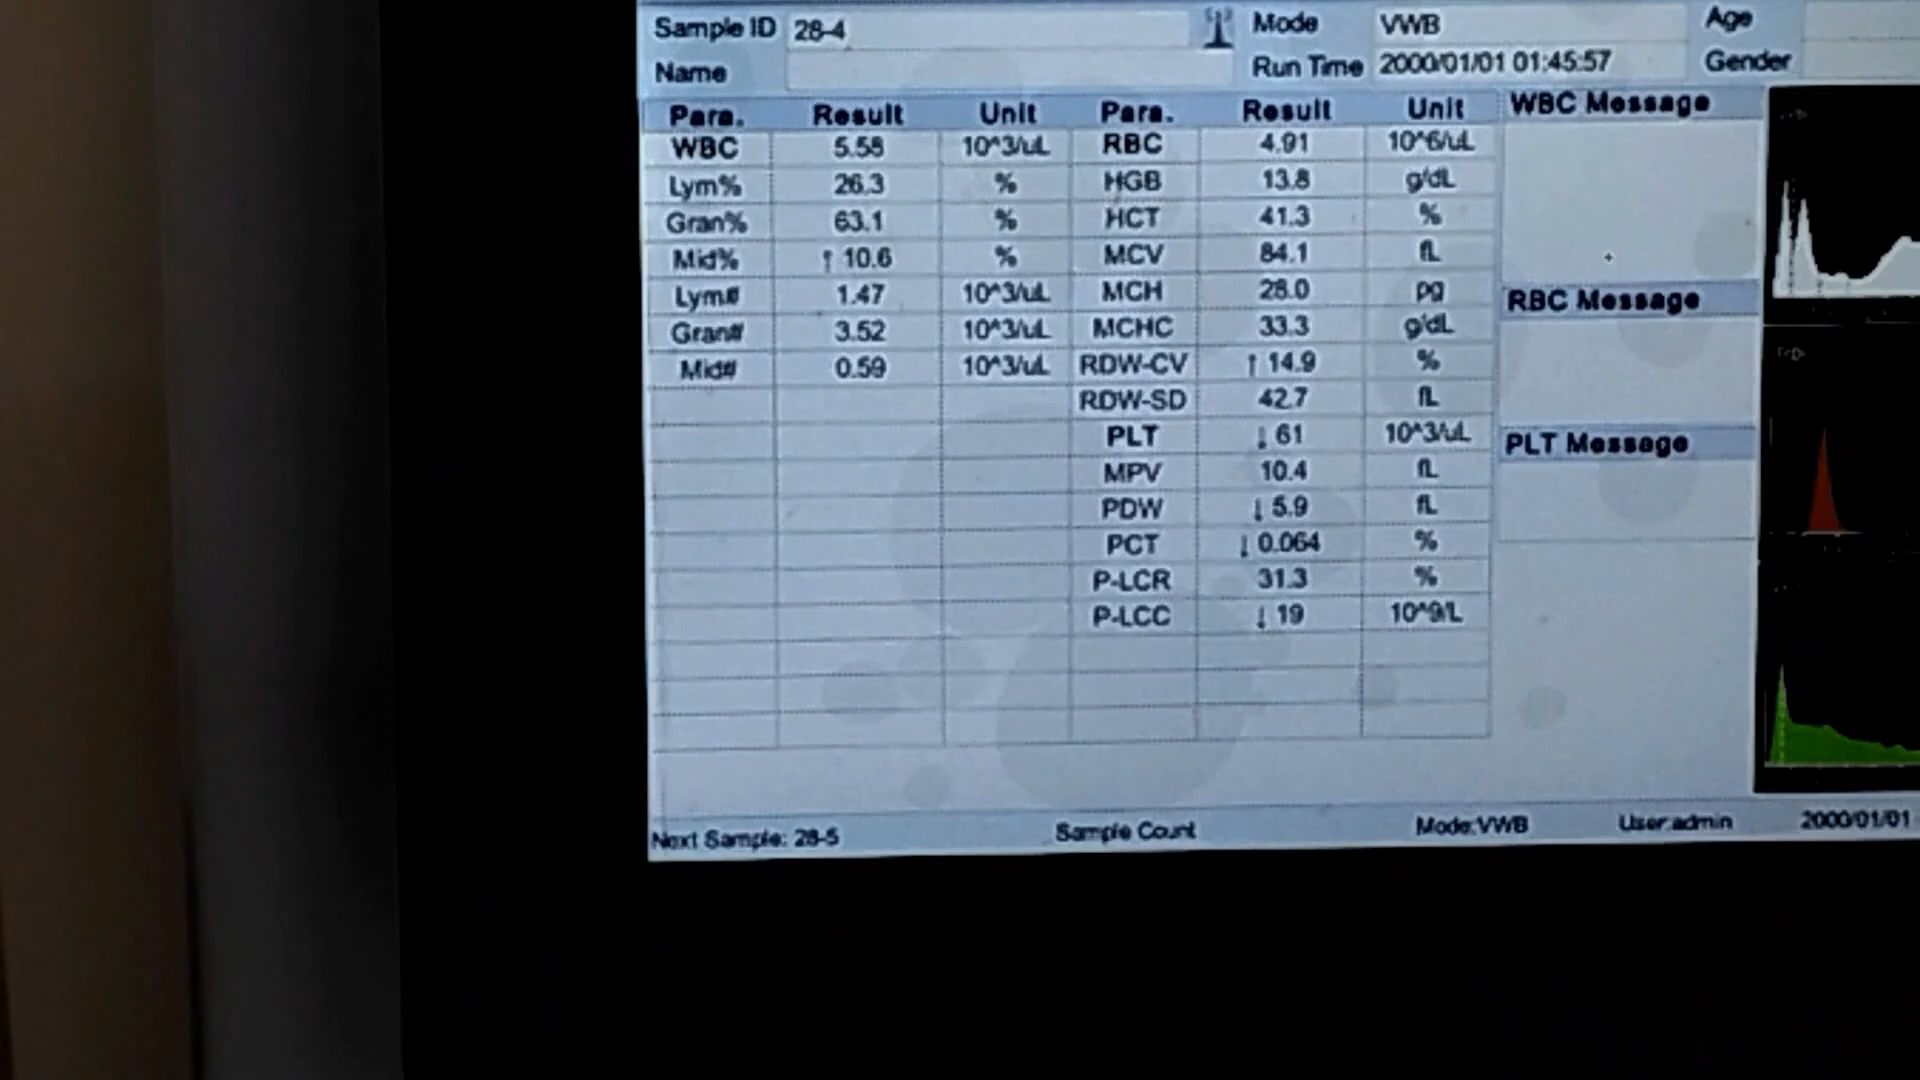 Sample ID 28-4 Mode VWB Age
Name Run Time 2000/01/01 01:45:57 Gender
Para. Result Unit Para. Result Unit WBC Message
WBC 5.58 10^3/uL RBC 4.91 10^6/uL
Lym% 26.3 % HGB 13.8 g/dL
Gran% 63.1 % HCT 41.3 %
Mid% ↑ 10.6 % MCV 84.1 fL
Lym# 1.47 10^3/uL MCH 28.0 pg RBC Message
Gran# 3.52 10^3/uL MCHC 33.3 g/dL
Mid# 0.59 10^3/uL RDW-CV ↑ 14.9 %
RDW-SD 42.7 fL
PLT ↓ 61 10^3/uL PLT Message
MPV 10.4 fL
PDW ↓ 5.9 fL
PCT ↓ 0.064 %
P-LCR 31.3 %
P-LCC ↓ 19 10^9/L
Next Sample: 28-5 Sample Count Mode:VWB User:admin 2000/01/01